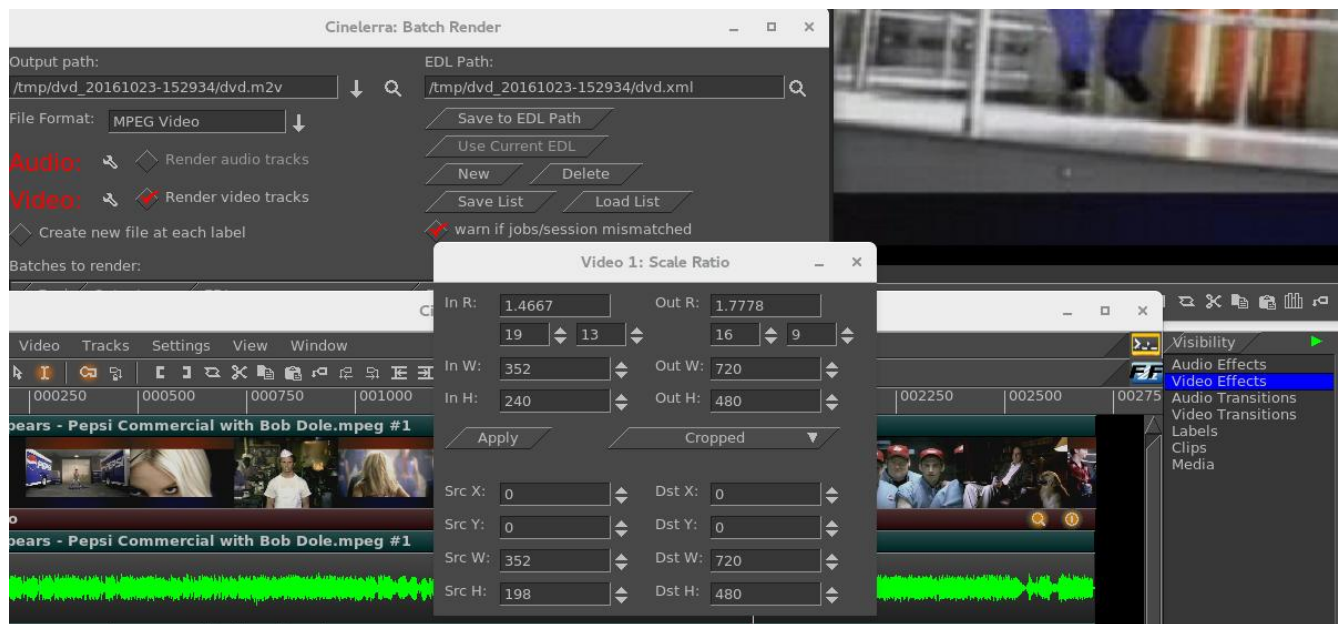 Cinelerra: Batch Render
Output path:
/tmp/dvd_20161023-152934/dvd.m2v
EDL Path:
/tmp/dvd_20161023-152934/dvd.xml
File Format: MPEG Video
Save to EDL Path
Use Current EDL
Audio: Render audio tracks
New Delete
Video: Render video tracks
Save List Load List
Create new file at each label
warn if jobs/session mismatched
Batches to render:
Video 1: Scale Ratio
In R: 1.4667 Out R: 1.7778
19 13 16 9
In W: 352 Out W: 720
In H: 240 Out H: 480
Apply Cropped
Src X: 0 Dst X: 0
Src Y: 0 Dst Y: 0
Src W: 352 Dst W: 720
Src H: 198 Dst H: 480
Ci
Video Tracks Settings View Window
000250 000500 000750 001000 002250 002500 00275
ears - Pepsi Commercial with Bob Dole.mpeg #1
PEPSI
o
ears - Pepsi Commercial with Bob Dole.mpeg #1
Visibility
Audio Effects
Video Effects
Audio Transitions
Video Transitions
Labels
Clips
Media